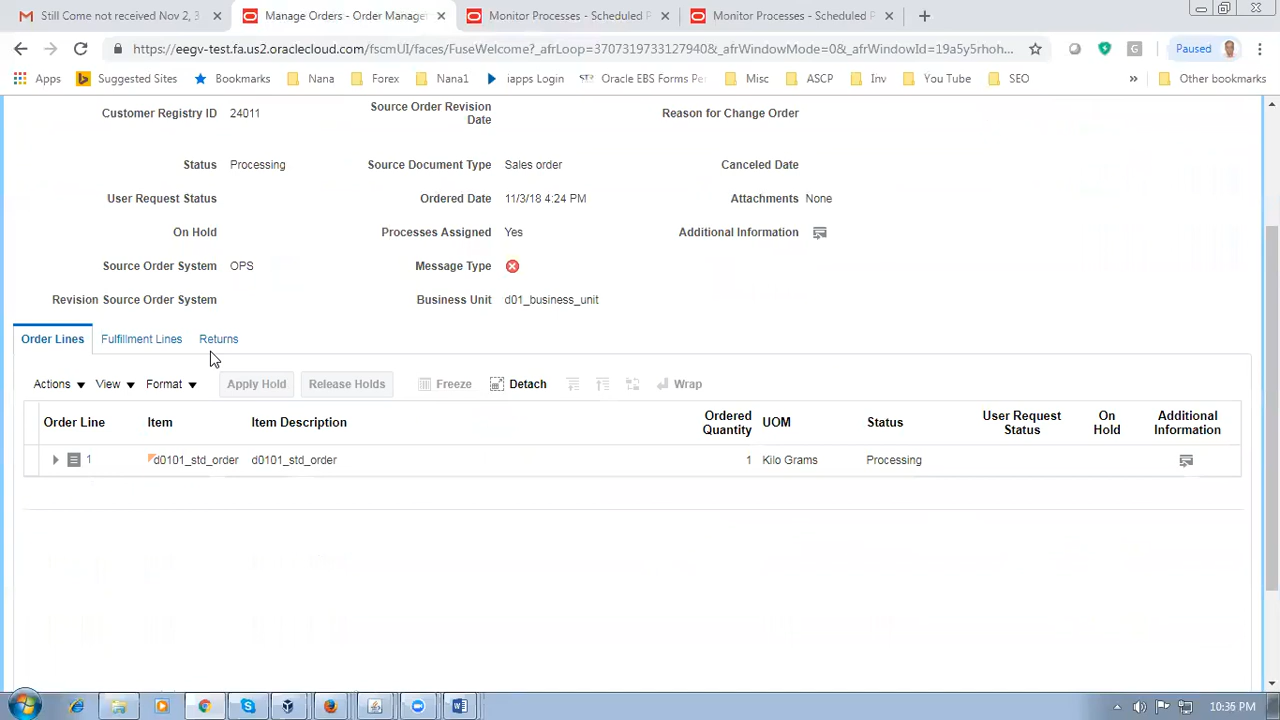 Still Come not received Nov 2, 3
Manage Orders - Order Manage
Monitor Processes - Scheduled P
Monitor Processes - Scheduled P
https://eegv-test.fa.us2.oraclecloud.com/fscmUI/faces/FuseWelcome?_afrLoop=37073197331279408&_afrWindowMode=0&_afrWindowId=19a5y5rhoh...
Paused
Apps
Suggested Sites
Bookmarks
Nana
Forex
Nana1
iapps Login
Oracle EBS Forms Pe
Misc
ASCP
Inv
You Tube
SEO
»
Other bookmarks
Customer Registry ID 24011
Source Order Revision
Date
Reason for Change Order
Status Processing
Source Document Type Sales order
Canceled Date
User Request Status
Ordered Date 11/3/18 4:24 PM
Attachments None
On Hold
Processes Assigned Yes
Additional Information
Source Order System OPS
Message Type
Revision Source Order System
Business Unit d01_business_unit
Order Lines Fulfillment Lines Returns
Actions View Format Apply Hold Release Holds Freeze Detach Wrap
Order Line
Item
Item Description
Ordered
Quantity
UOM
Status
User Request
Status
On
Hold
Additional
Information
1 d0101_std_order d0101_std_order 1 Kilo Grams Processing
10:36 PM